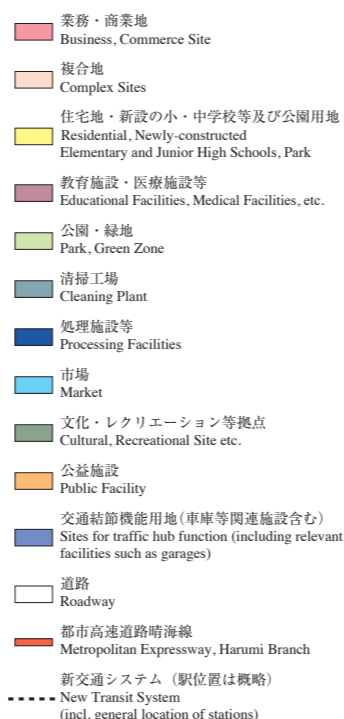 業務・商業地
Business, Commerce Site
複合地
Complex Sites
住宅地・新設の小・中学校等及び公園用地
Residential, Newly-constructed
Elementary and Junior High Schools, Park
教育施設・医療施設等
Educational Facilities, Medical Facilities, etc.
公園・緑地
Park, Green Zone
清掃工場
Cleaning Plant
処理施設等
Processing Facilities
市場
Market
文化・レクリエーション等拠点
Cultural, Recreational Site etc.
公益施設
Public Facility
交通結節機能用地(車庫等関連施設含む)
Sites for traffic hub function (including relevant
facilities such as garages)
道路
Roadway
都市高速道路晴海線
Metropolitan Expressway, Harumi Branch
新交通システム（駅位置は概略）
New Transit System
(incl. general location of stations)